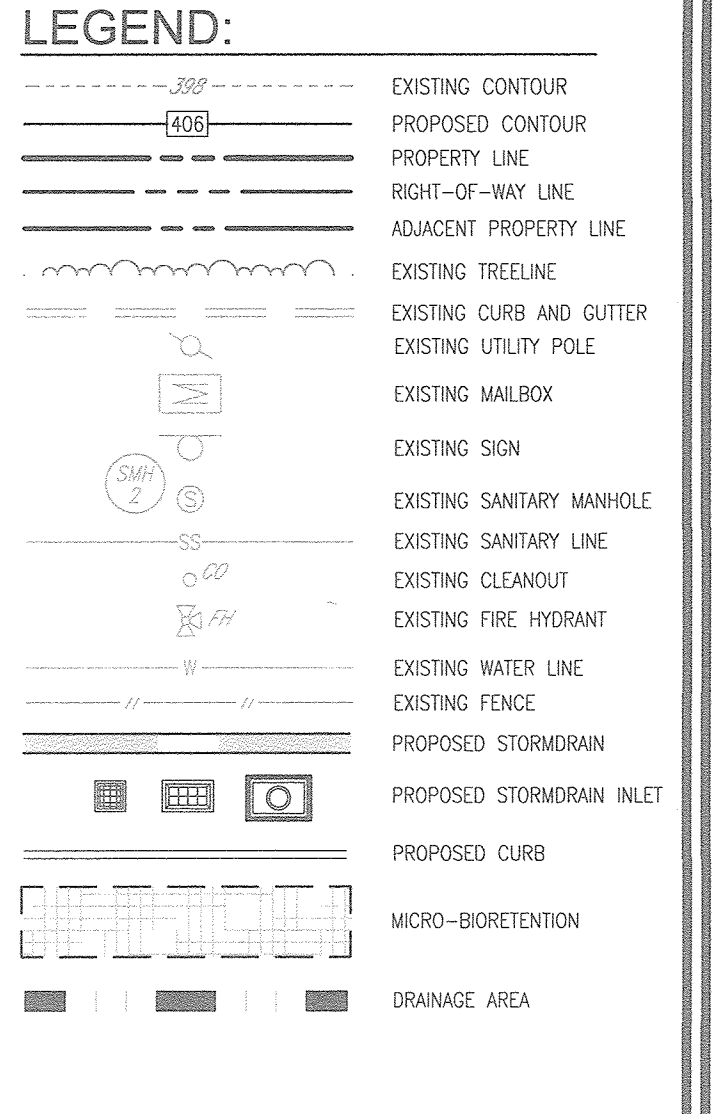 LEGEND:
398 EXISTING CONTOUR
406 PROPOSED CONTOUR
PROPERTY LINE
RIGHT-OF-WAY LINE
ADJACENT PROPERTY LINE
EXISTING TREELINE
EXISTING CURB AND GUTTER
EXISTING UTILITY POLE
M EXISTING MAILBOX
EXISTING SIGN
SMH
2 S EXISTING SANITARY MANHOLE
SS EXISTING SANITARY LINE
CO EXISTING CLEANOUT
FH EXISTING FIRE HYDRANT
W EXISTING WATER LINE
EXISTING FENCE
PROPOSED STORMDRAIN
PROPOSED STORMDRAIN INLET
PROPOSED CURB
MICRO-BIORETENTION
DRAINAGE AREA